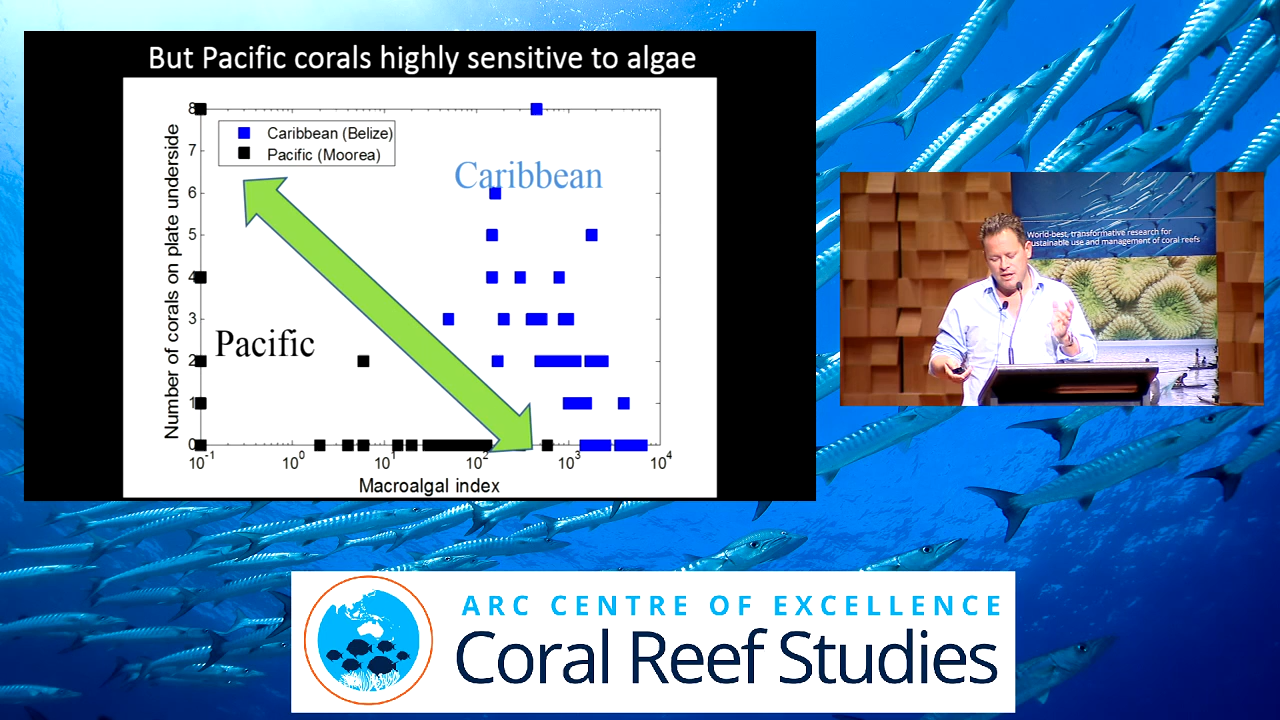 But Pacific corals highly sensitive to algae
Number of corals on plate underside
8
7
6
5
4
3
2
1
0
Caribbean (Belize)
Pacific (Moorea)
Caribbean
Pacific
10^-1 10^0 10^1 10^2 10^3 10^4
Macroalgal index
World-best, transformative research for
sustainable use and management of coral reefs
ARC CENTRE OF EXCELLENCE
Coral Reef Studies